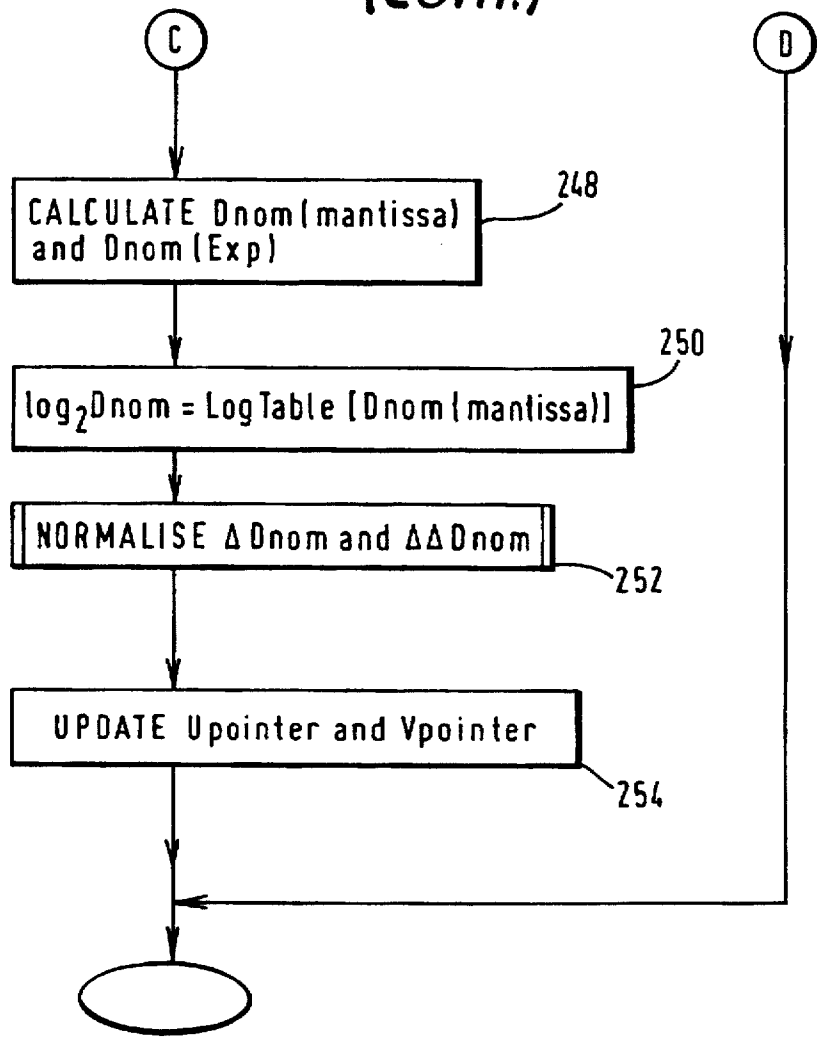 (cont.)
C
D
CALCULATE Dnom(mantissa)
and Dnom(Exp)
248
250
log₂Dnom = LogTable [Dnom(mantissa)]
NORMALISE Δ Dnom and ΔΔDnom
252
UPDATE Upointer and Vpointer
254